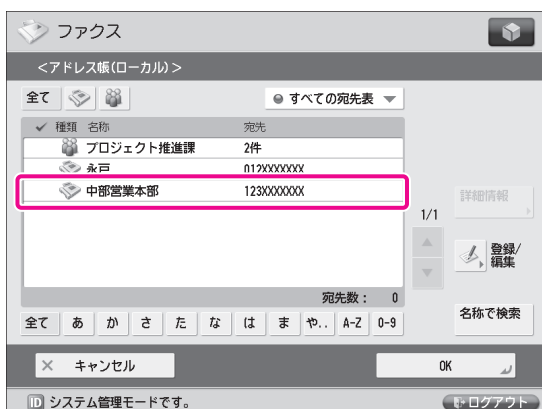 ファクス
<アドレス帳(ローカル)>
全て
すべての宛先表
種類 名称 宛先
プロジェクト推進課 2件
永戸 012XXXXXXX
中部営業本部 123XXXXXXX
詳細情報
1/1
登録/
編集
宛先数: 0
全て あ か さ た な は ま や.. A-Z 0-9
名称で検索
× キャンセル
OK
ID システム管理モードです。
ログアウト